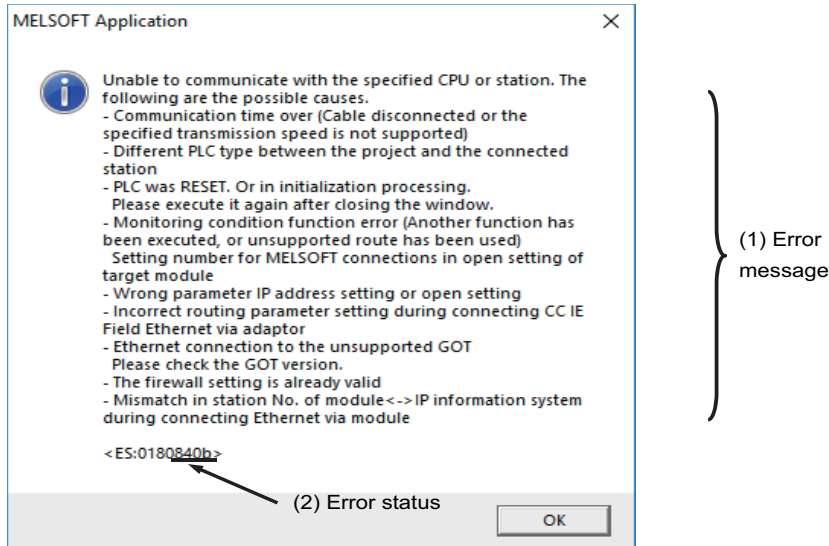 MELSOFT Application
Unable to communicate with the specified CPU or station. The
following are the possible causes.
- Communication time over (Cable disconnected or the
specified transmission speed is not supported)
- Different PLC type between the project and the connected
station
- PLC was RESET. Or in initialization processing.
Please execute it again after closing the window.
- Monitoring condition function error (Another function has
been executed, or unsupported route has been used)
Setting number for MELSOFT connections in open setting of
target module
- Wrong parameter IP address setting or open setting
- Incorrect routing parameter setting during connecting CC IE
Field Ethernet via adaptor
- Ethernet connection to the unsupported GOT
Please check the GOT version.
- The firewall setting is already valid
- Mismatch in station No. of module<->IP information system
during connecting Ethernet via module
<ES:0180840b>
(2) Error status
OK
(1) Error
message